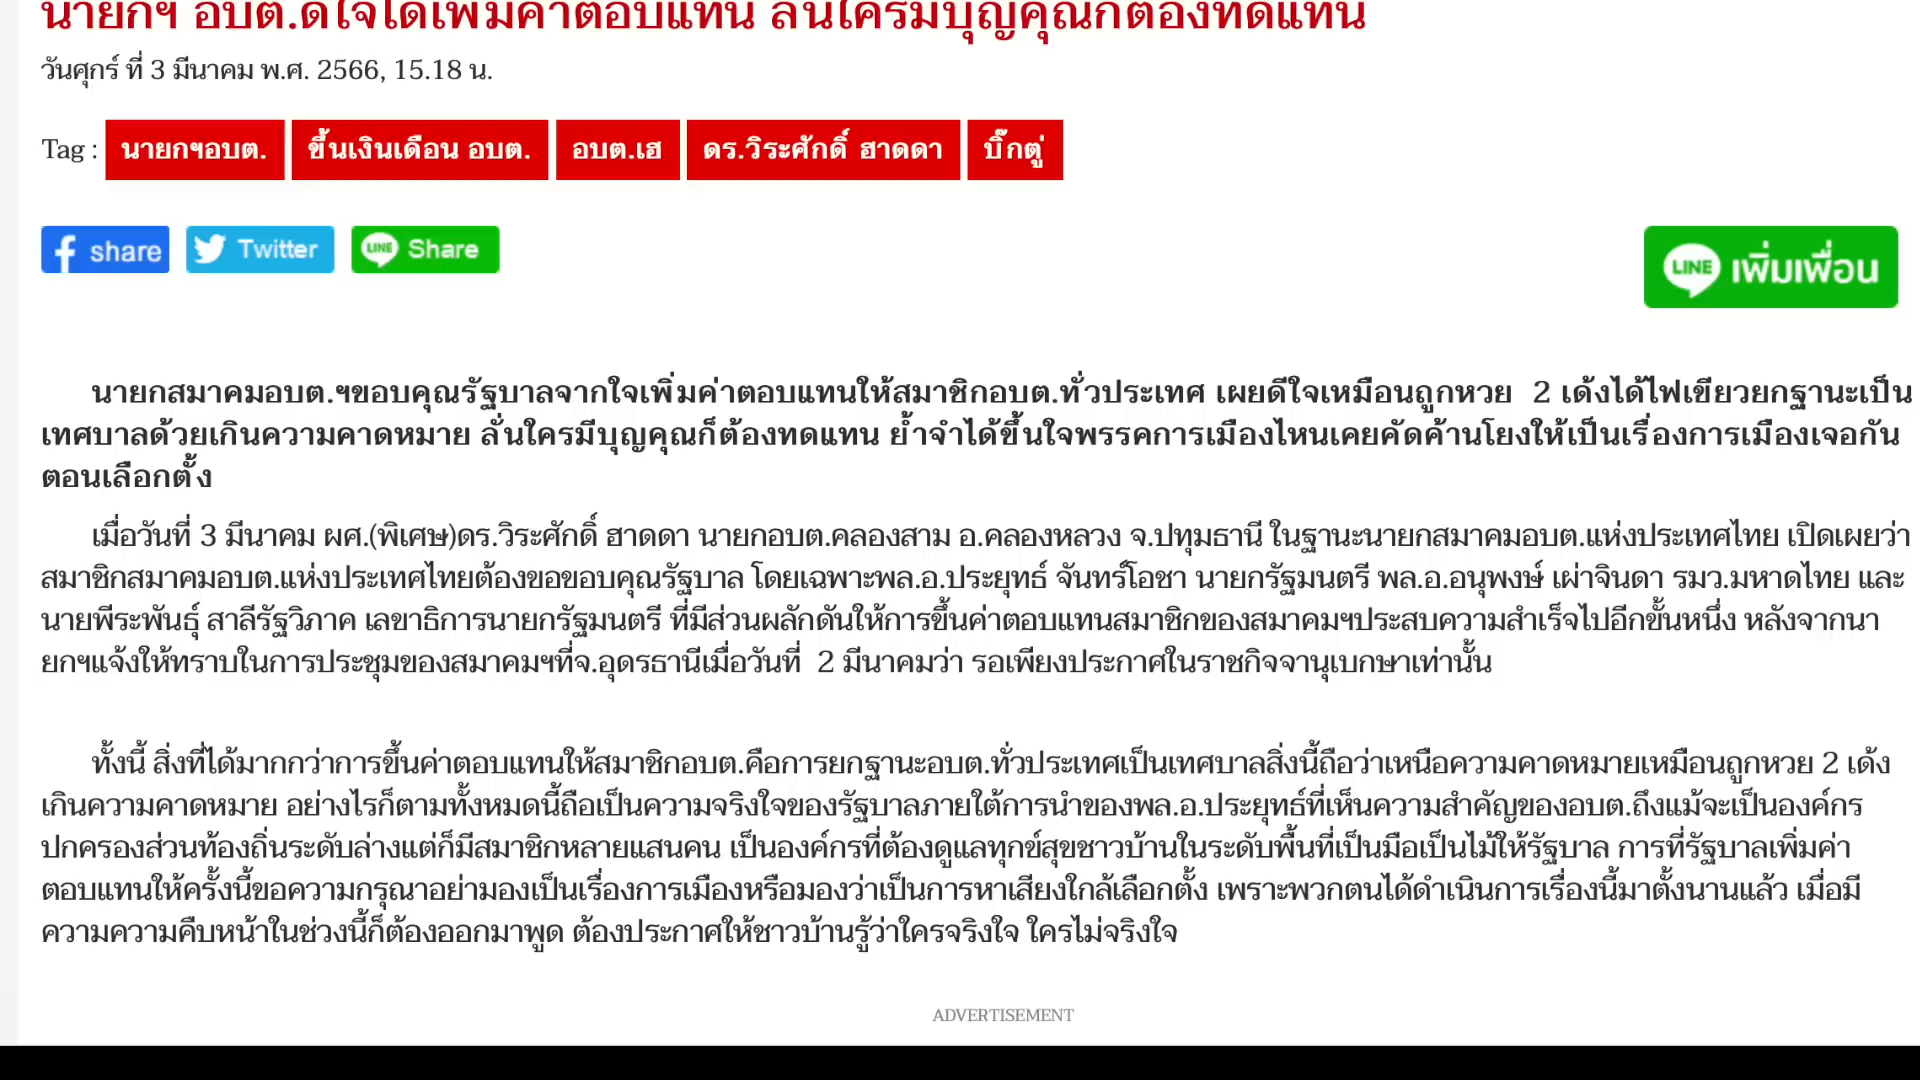 นายกฯ อบต.ดีใจได้เพิ่มค่าตอบแทน ลั่นใครมีบุญคุณก็ต้องทดแทน
วันศุกร์ ที่ 3 มีนาคม พ.ศ. 2566, 15.18 น.
Tag : นายกฯอบต. ขึ้นเงินเดือน อบต. อบต.เฮ ดร.วิระศักดิ์ ฮาดดา บิ๊กตู่
share Twitter LINE Share LINE เพิ่มเพื่อน
นายกสมาคมอบต.ฯขอบคุณรัฐบาลจากใจเพิ่มค่าตอบแทนให้สมาชิกอบต.ทั่วประเทศ เผยดีใจเหมือนถูกหวย 2 เด้งได้ไฟเขียวยกฐานะเป็น
เทศบาลด้วยเกินความคาดหมาย ลั่นใครมีบุญคุณก็ต้องทดแทน ย้ำจำได้ขึ้นใจพรรคการเมืองไหนเคยคัดค้านโยงให้เป็นเรื่องการเมืองเจอกัน
ตอนเลือกตั้ง
เมื่อวันที่ 3 มีนาคม ผศ.(พิเศษ)ดร.วิระศักดิ์ ฮาดดา นายกอบต.คลองสาม อ.คลองหลวง จ.ปทุมธานี ในฐานะนายกสมาคมอบต.แห่งประเทศไทย เปิดเผยว่า
สมาชิกสมาคมอบต.แห่งประเทศไทยต้องขอขอบคุณรัฐบาล โดยเฉพาะพล.อ.ประยุทธ์ จันทร์โอชา นายกรัฐมนตรี พล.อ.อนุพงษ์ เผ่าจินดา รมว.มหาดไทย และ
นายพีระพันธุ์ สาลีรัฐวิภาค เลขาธิการนายกรัฐมนตรี ที่มีส่วนผลักดันให้การขึ้นค่าตอบแทนสมาชิกของสมาคมฯประสบความสำเร็จไปอีกขั้นหนึ่ง หลังจากนา
ยกฯแจ้งให้ทราบในการประชุมของสมาคมฯที่จ.อุดรธานีเมื่อวันที่ 2 มีนาคมว่า รอเพียงประกาศในราชกิจจานุเบกษาเท่านั้น
ทั้งนี้ สิ่งที่ได้มากกว่าการขึ้นค่าตอบแทนให้สมาชิกอบต.คือการยกฐานะอบต.ทั่วประเทศเป็นเทศบาลสิ่งนี้ถือว่าเหนือความคาดหมายเหมือนถูกหวย 2 เด้ง
เกินความคาดหมาย อย่างไรก็ตามทั้งหมดนี้ถือเป็นความจริงใจของรัฐบาลภายใต้การนำของพล.อ.ประยุทธ์ที่เห็นความสำคัญของอบต.ถึงแม้จะเป็นองค์กร
ปกครองส่วนท้องถิ่นระดับล่างแต่ก็มีสมาชิกหลายแสนคน เป็นองค์กรที่ต้องดูแลทุกข์สุขชาวบ้านในระดับพื้นที่เป็นมือเป็นไม้ให้รัฐบาล การที่รัฐบาลเพิ่มค่า
ตอบแทนให้ครั้งนี้ขอความกรุณาอย่ามองเป็นเรื่องการเมืองหรือมองว่าเป็นการหาเสียงใกล้เลือกตั้ง เพราะพวกตนได้ดำเนินการเรื่องนี้มาตั้งนานแล้ว เมื่อมี
ความความคืบหน้าในช่วงนี้ก็ต้องออกมาพูด ต้องประกาศให้ชาวบ้านรู้ว่าใครจริงใจ ใครไม่จริงใจ
ADVERTISEMENT